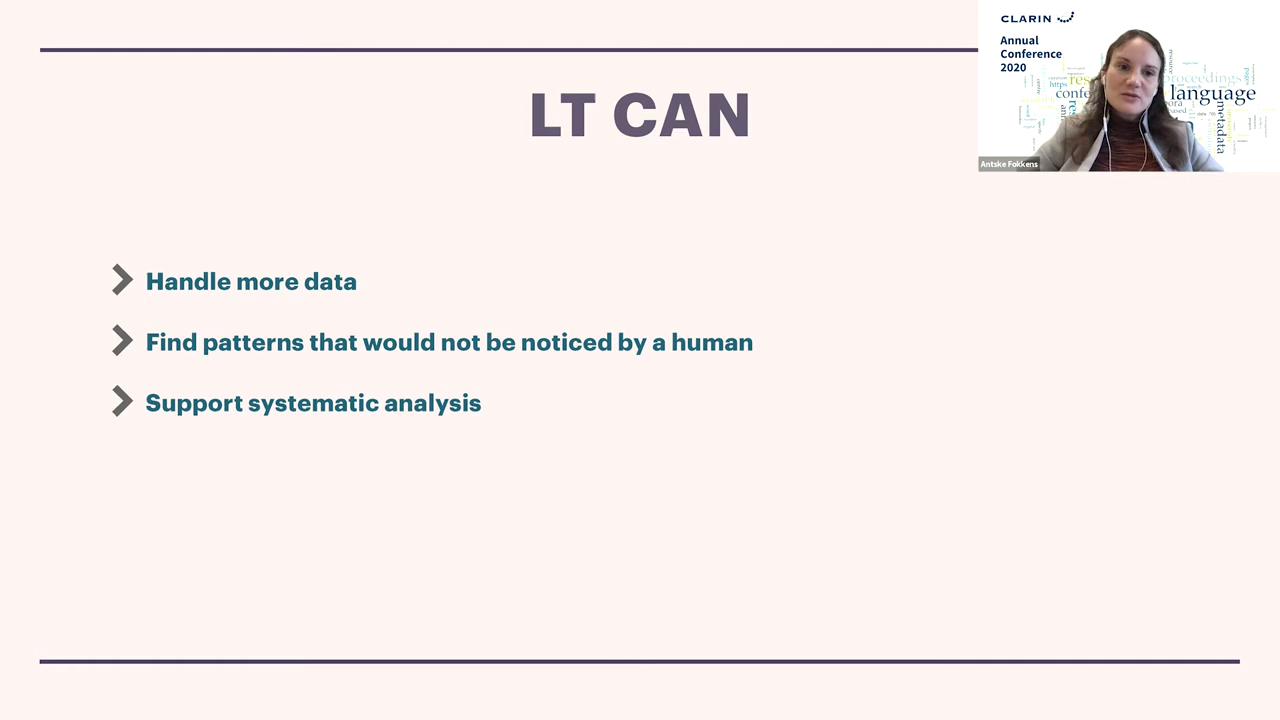 LT CAN
Handle more data
Find patterns that would not be noticed by a human
Support systematic analysis
CLARIN
Annual
Conference
2020
proceedings
language
metadata
https
Antske Fokkens